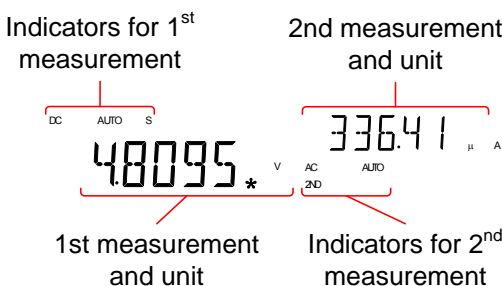 Indicators for 1st measurement
2nd measurement and unit
DC AUTO S
336.41 μ A
4.8095 * V
AC AUTO
2ND
1st measurement and unit
Indicators for 2nd measurement